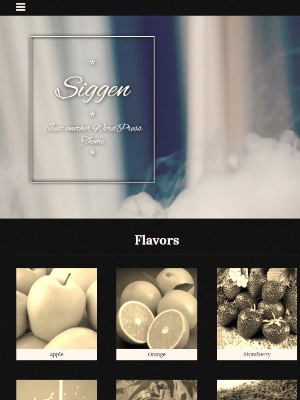 *
Siggen
*
Just another WordPress
Theme
*
Flavors
Apple
Orange
Strawberry